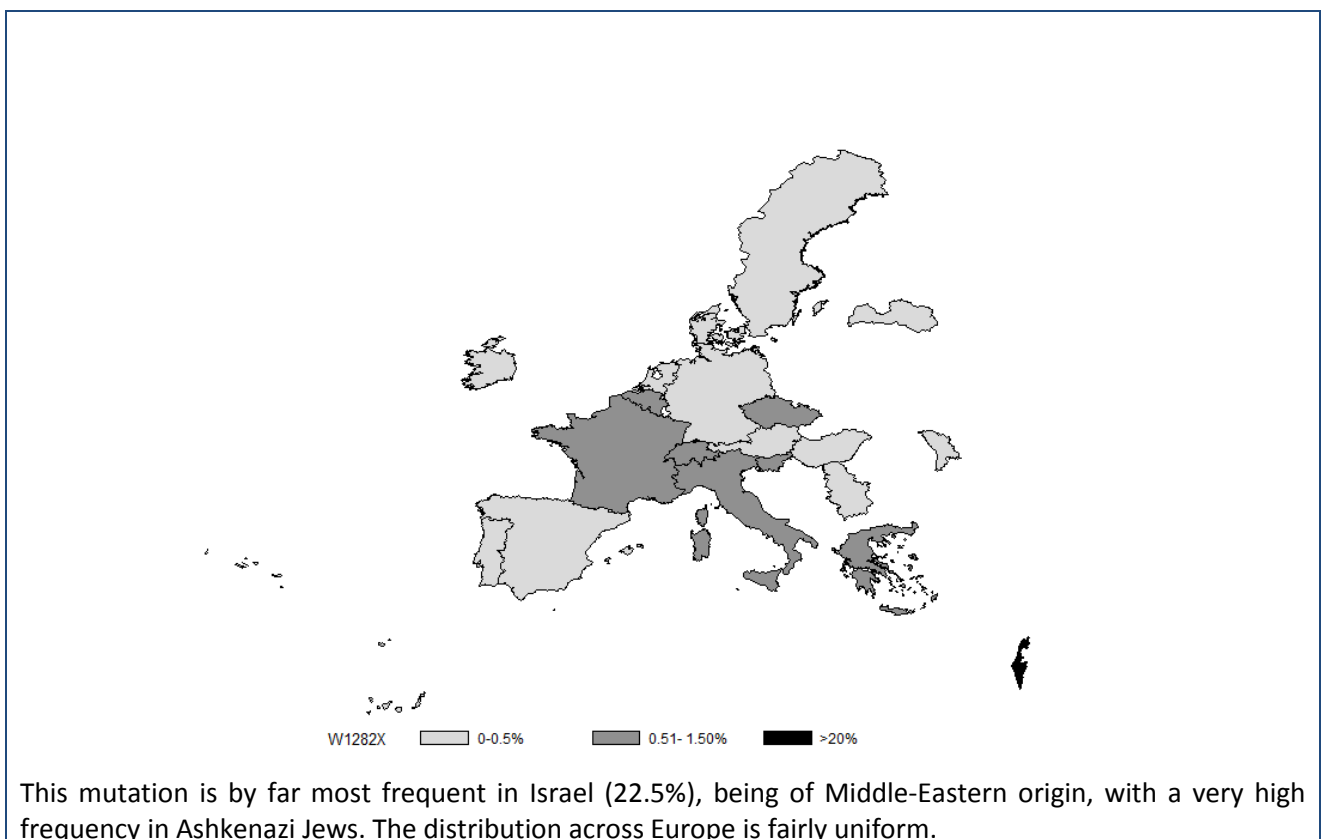 W1282X 0-0.5% 0.51- 1.50% >20%
This mutation is by far most frequent in Israel (22.5%), being of Middle-Eastern origin, with a very high
frequency in Ashkenazi Jews. The distribution across Europe is fairly uniform.